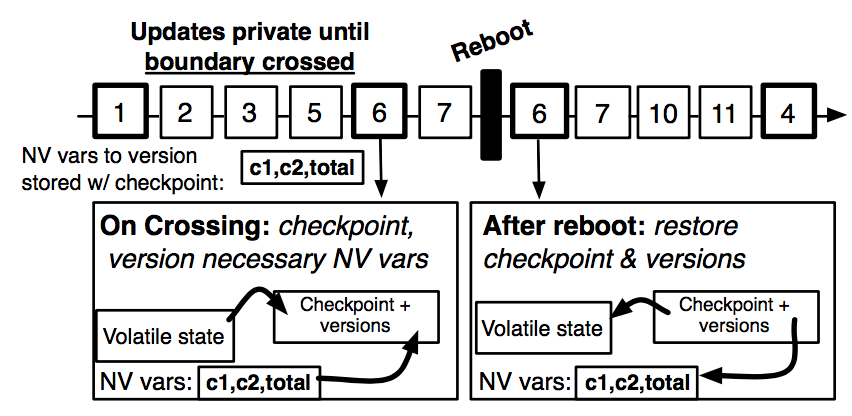 Updates private until
boundary crossed
Reboot
1 2 3 5 6 7 6 7 10 11 4
NV vars to version
stored w/ checkpoint:
c1,c2,total
On Crossing: checkpoint,
version necessary NV vars
Checkpoint +
versions
Volatile state
NV vars: c1,c2,total
After reboot: restore
checkpoint & versions
Checkpoint +
versions
Volatile state
NV vars: c1,c2,total